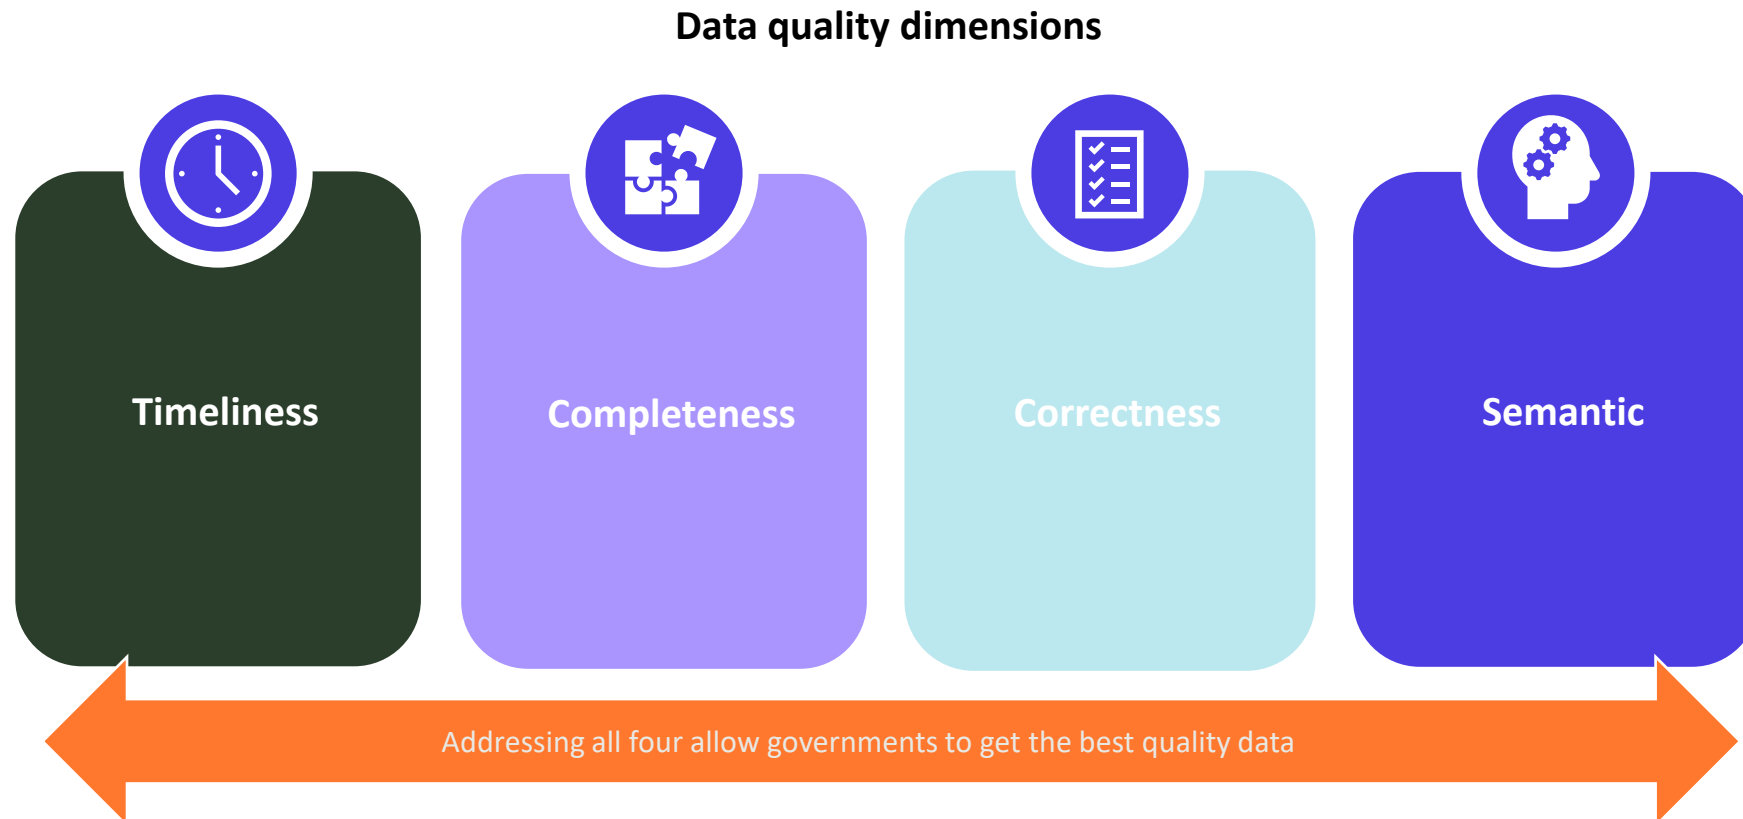 Data quality dimensions
Timeliness
Completeness
Correctness
Semantic
Addressing all four allow governments to get the best quality data